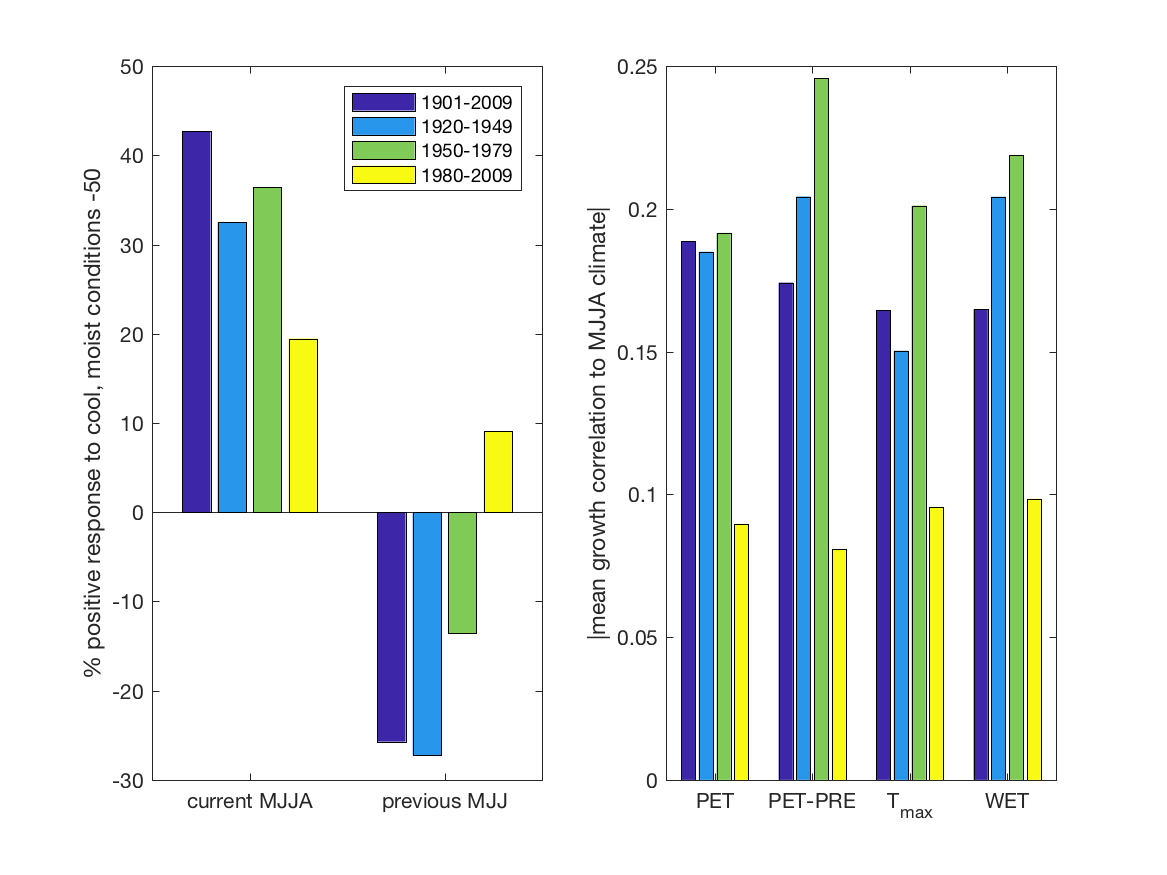 % positive response to cool, moist conditions -50
50
40
30
20
10
0
-10
-20
-30
1901-2009
1920-1949
1950-1979
1980-2009
current MJJA
previous MJJ
|mean growth correlation to MJJA climate|
0.25
0.2
0.15
0.1
0.05
0
PET
PET-PRE
Tmax
WET